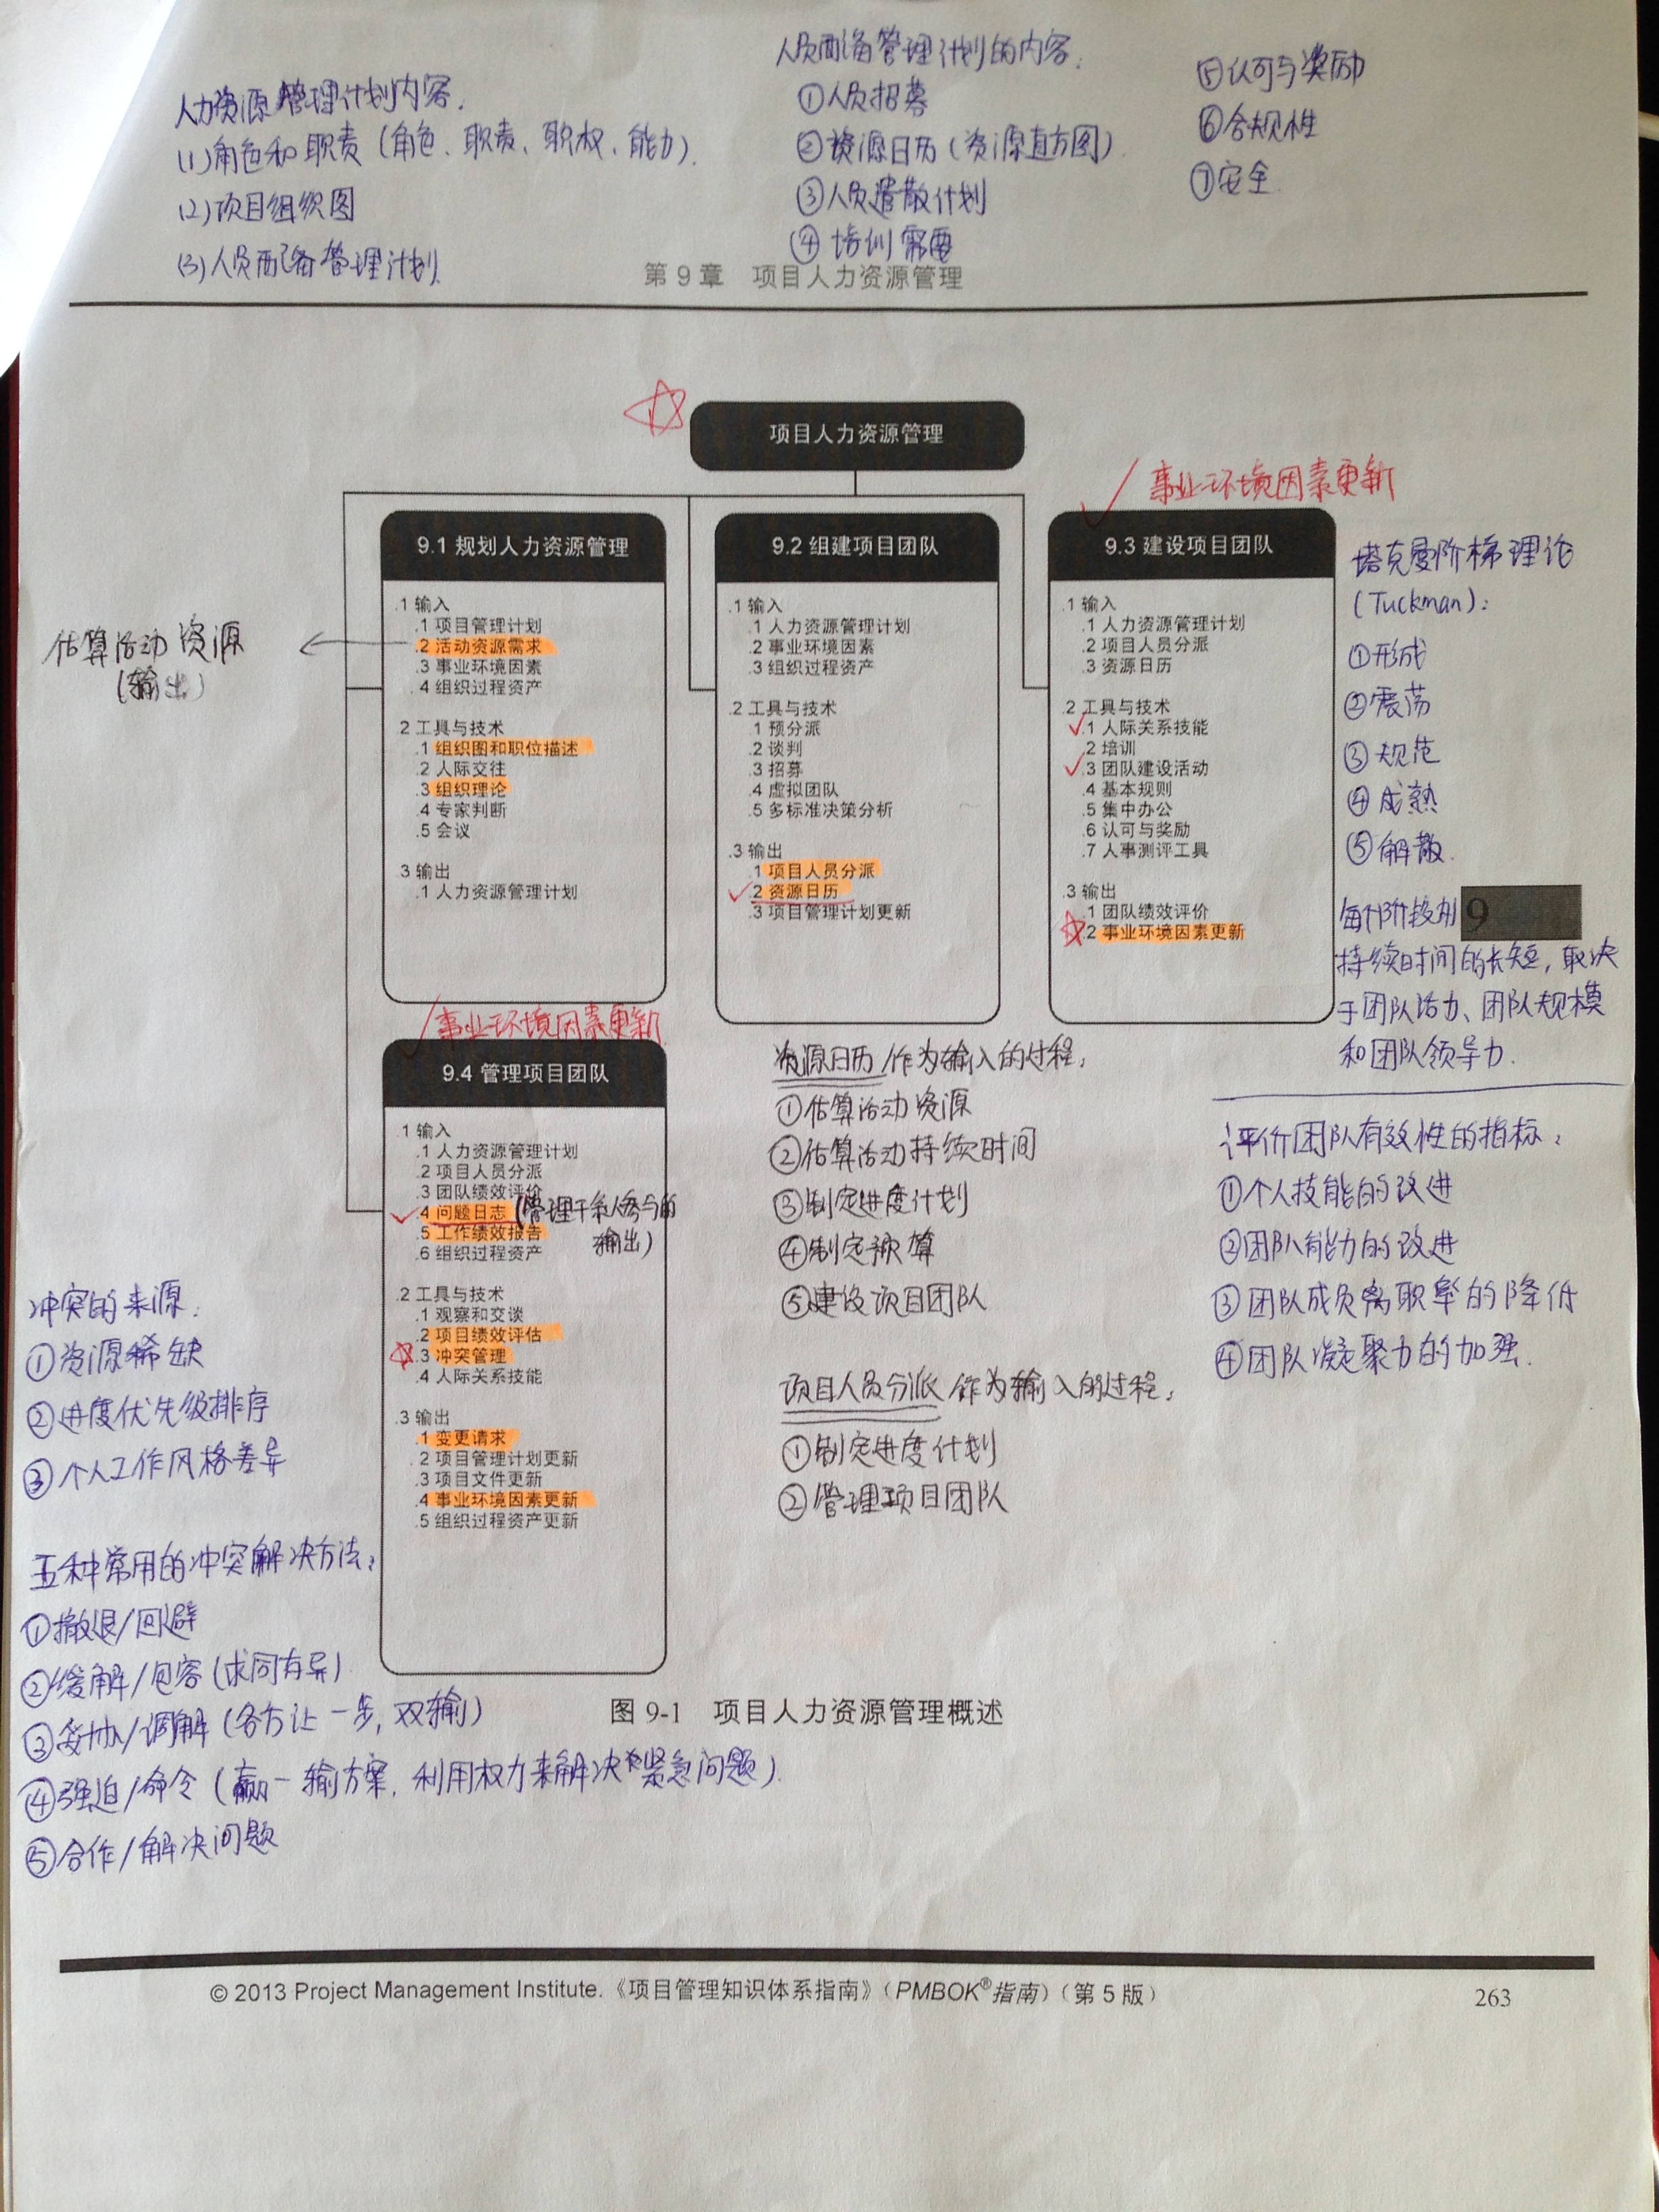 人力资源管理计划内容.
(1)角色和职责(角色、职责、职权、能力).
(2)项目组织图
(3)人员配备管理计划.
人员配备管理计划的内容:
①人员招募
②资源日历(资源直方图)
③人员遣散计划
④培训需要
⑤认可与奖励
⑥合规性
⑦安全.
第 9 章 项目人力资源管理
项目人力资源管理
9.1 规划人力资源管理
.1 输入
.1 项目管理计划
.2 活动资源需求
.3 事业环境因素
.4 组织过程资产
.2 工具与技术
.1 组织图和职位描述
.2 人际交往
.3 组织理论
.4 专家判断
.5 会议
.3 输出
.1 人力资源管理计划
估算活动资源
(输出)
9.2 组建项目团队
.1 输入
.1 人力资源管理计划
.2 事业环境因素
.3 组织过程资产
.2 工具与技术
.1 预分派
.2 谈判
.3 招募
.4 虚拟团队
.5 多标准决策分析
.3 输出
.1 项目人员分派
.2 资源日历
.3 项目管理计划更新
事业环境因素更新
9.3 建设项目团队
.1 输入
.1 人力资源管理计划
.2 项目人员分派
.3 资源日历
.2 工具与技术
.1 人际关系技能
.2 培训
.3 团队建设活动
.4 基本规则
.5 集中办公
.6 认可与奖励
.7 人事测评工具
.3 输出
.1 团队绩效评价
.2 事业环境因素更新
塔克曼阶梯理论
(Tuckman):
①形成
②震荡
③规范
④成熟
⑤解散.
每个阶段
9
持续时间的长短,取决
于团队活力、团队规模
和团队领导力.
评价团队有效性的指标:
①个人技能的改进
②团队能力的改进
③团队成员离职率的降低
④团队凝聚力的加强.
事业环境因素更新
9.4 管理项目团队
.1 输入
.1 人力资源管理计划
.2 项目人员分派
.3 团队绩效评价
.4 问题日志 (管理干系人参与的
输出)
.5 工作绩效报告
.6 组织过程资产
.2 工具与技术
.1 观察和交谈
.2 项目绩效评估
.3 冲突管理
.4 人际关系技能
.3 输出
.1 变更请求
.2 项目管理计划更新
.3 项目文件更新
.4 事业环境因素更新
.5 组织过程资产更新
资源日历作为输入的过程:
①估算活动资源
②估算活动持续时间
③制定进度计划
④制定预算
⑤建设项目团队
项目人员分派作为输入的过程:
①制定进度计划
②管理项目团队
冲突的来源:
①资源稀缺
②进度优先级排序
③个人工作风格差异
五种常用的冲突解决方法:
①撤退/回避
②缓解/包容(求同存异)
③妥协/调解(各方让一步,双输)
④强迫/命令(赢—输方案,利用权力来解决紧急问题).
⑤合作/解决问题
图 9-1 项目人力资源管理概述
© 2013 Project Management Institute.《项目管理知识体系指南》(PMBOK®指南)(第 5 版)
263